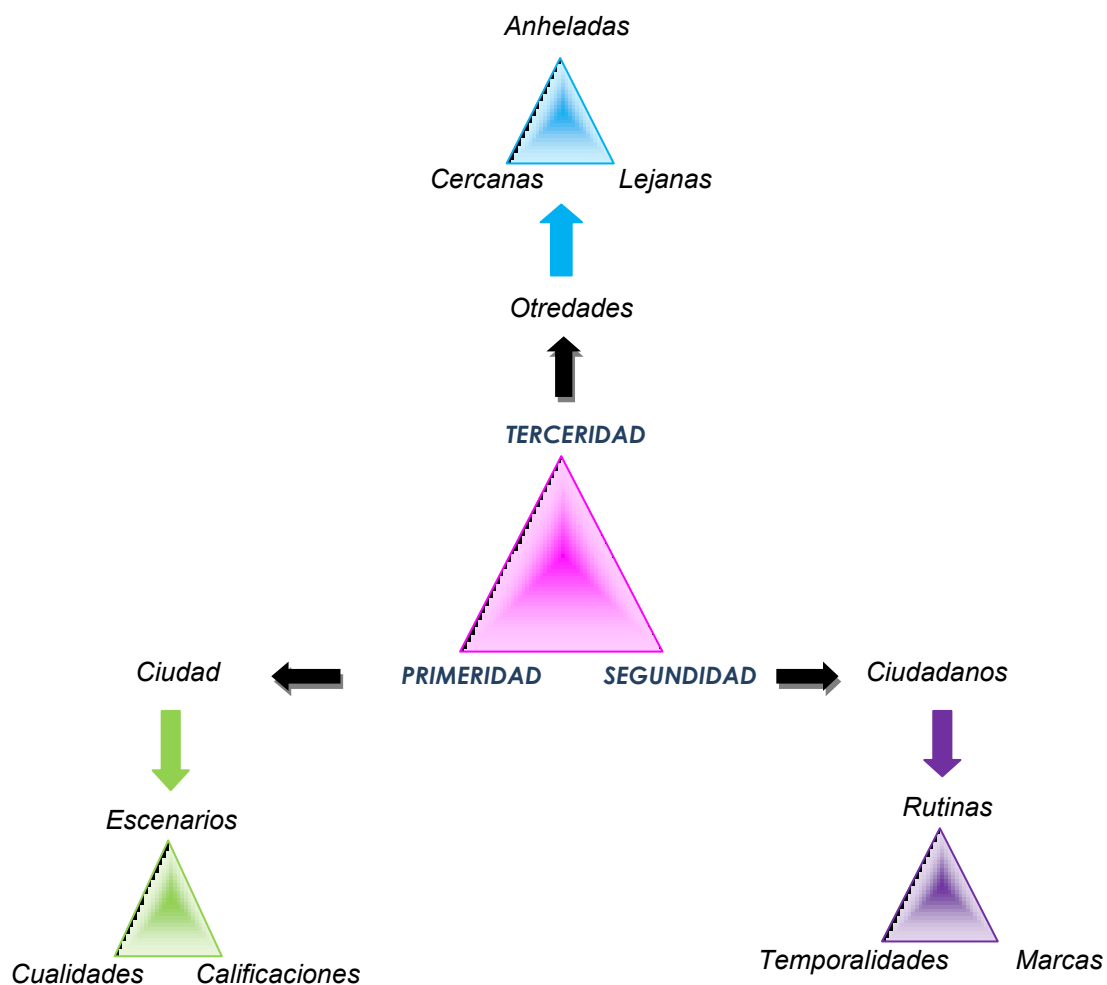 Anheladas
Cercanas Lejanas
Otredades
TERCERIDAD
Ciudad PRIMERIDAD SEGUNDIDAD Ciudadanos
Escenarios Rutinas
Cualidades Calificaciones Temporalidades Marcas